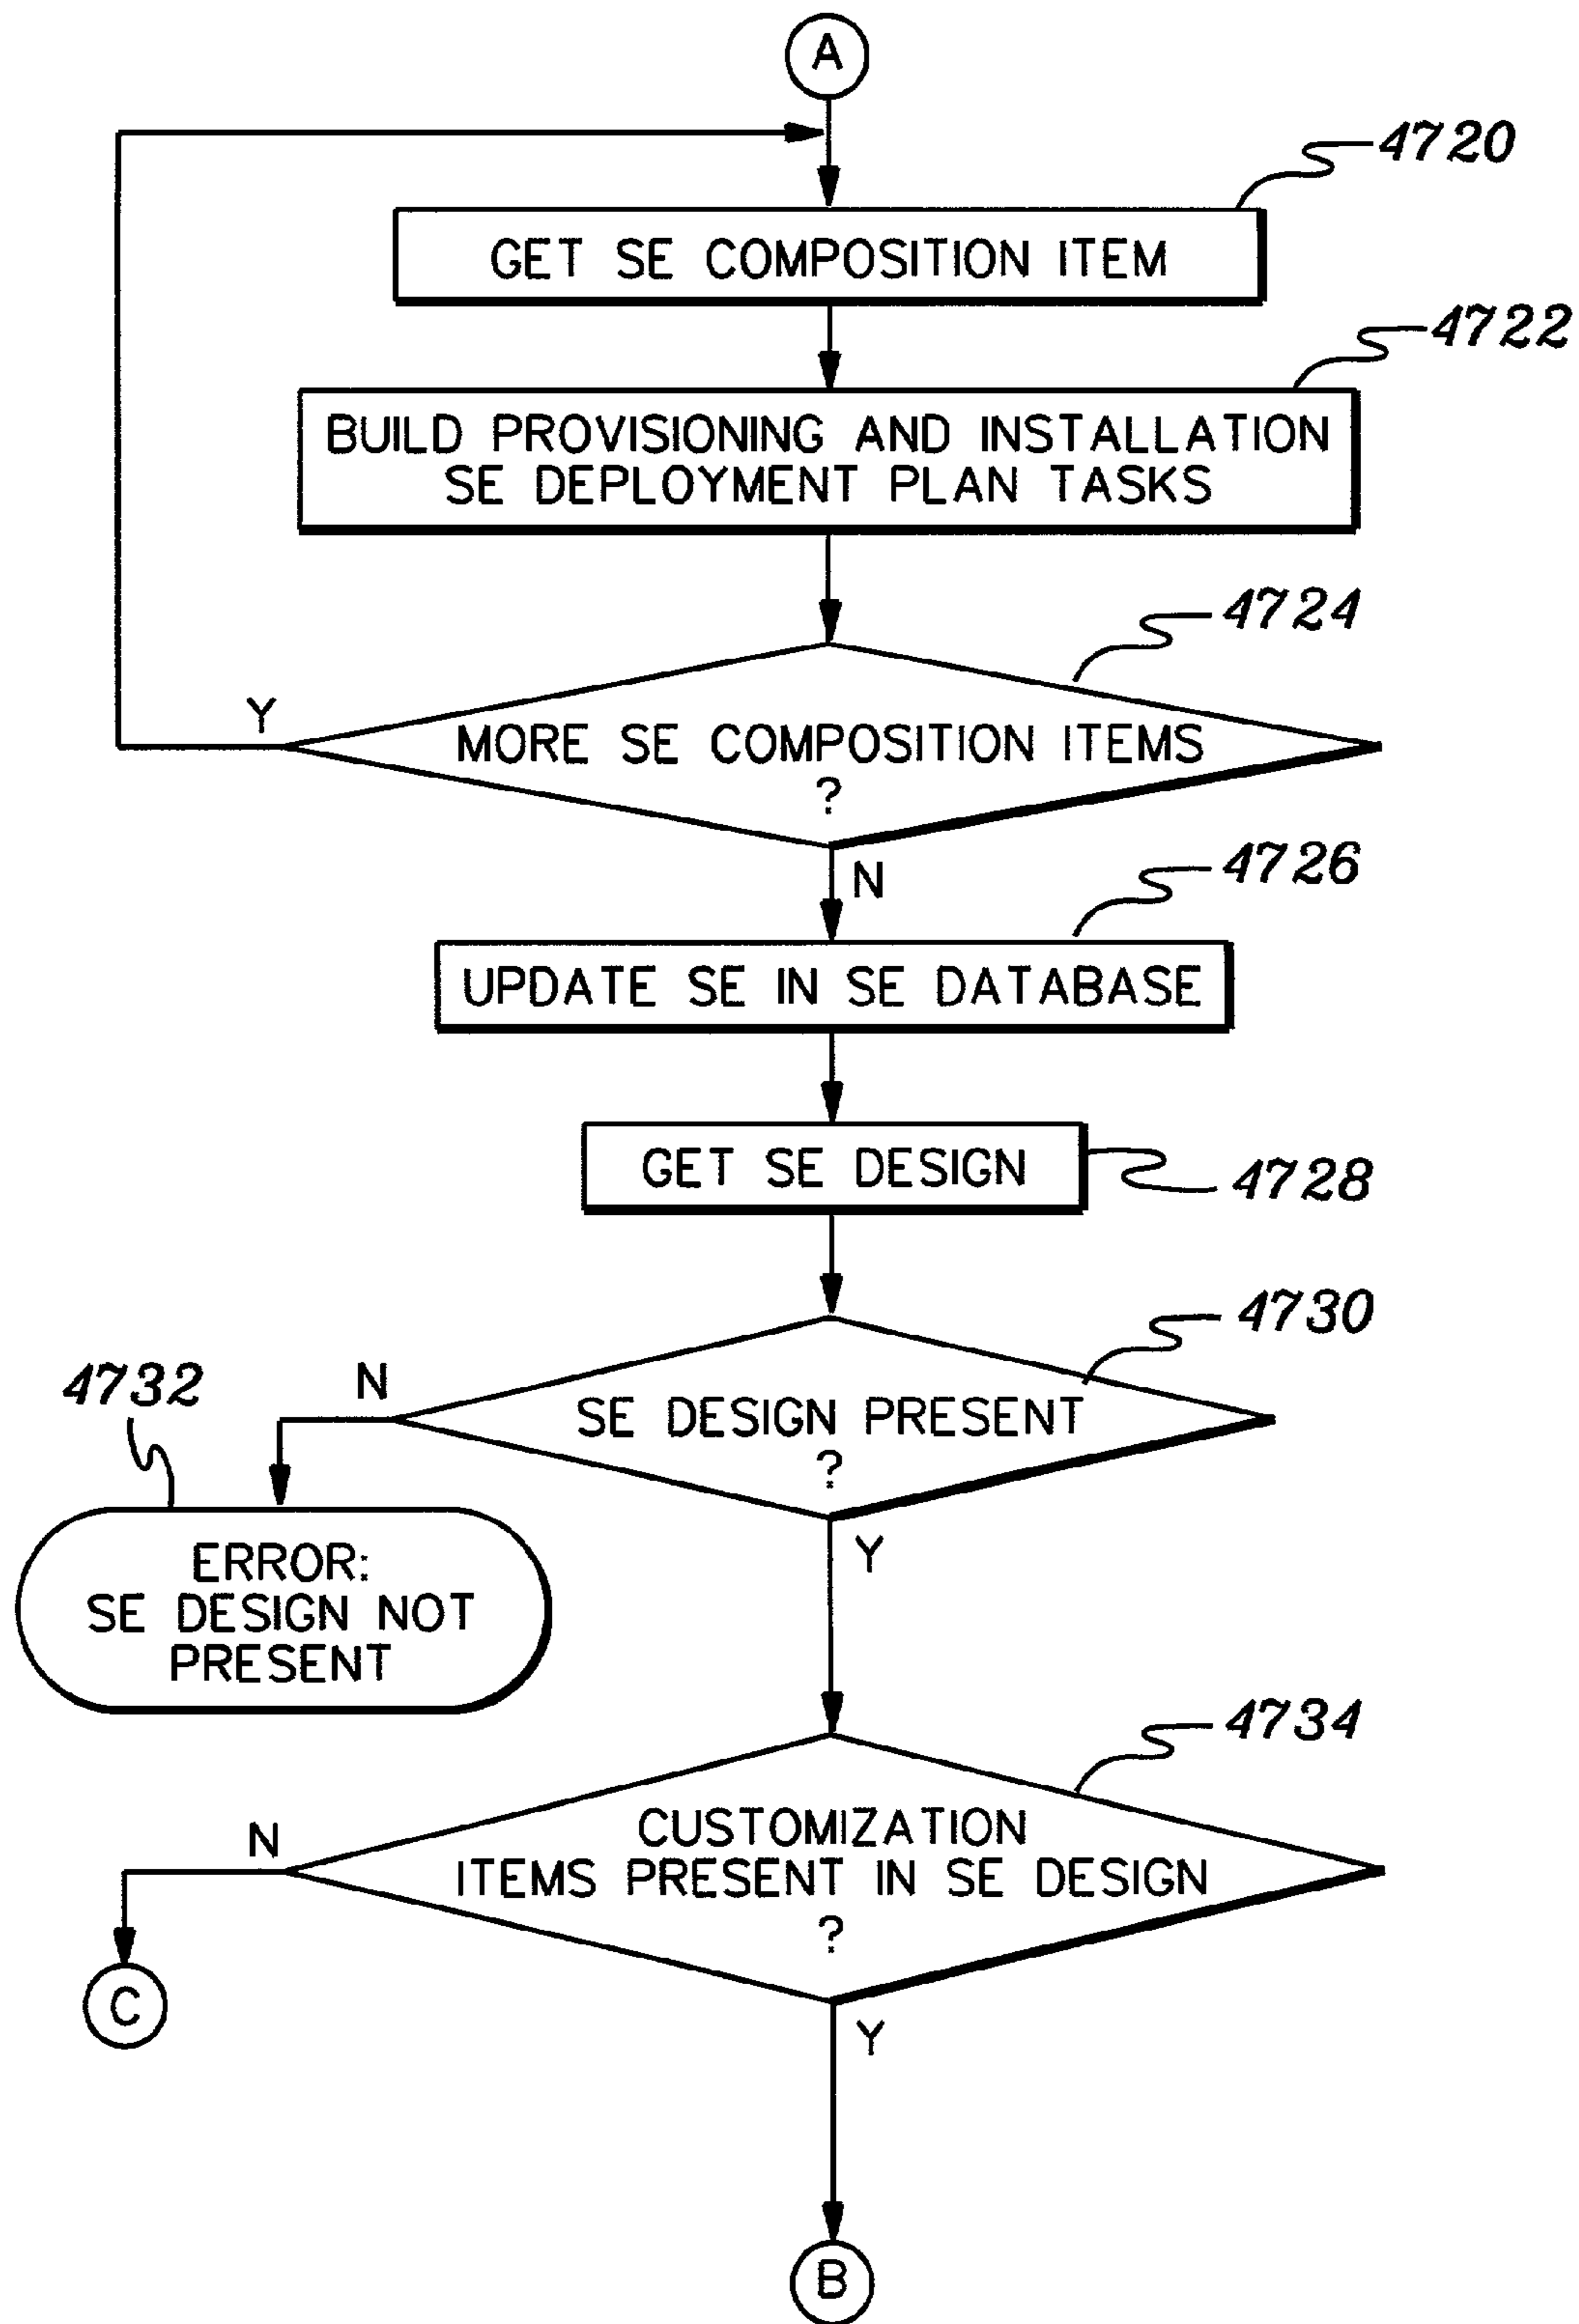 A
4720
GET SE COMPOSITION ITEM
4722
BUILD PROVISIONING AND INSTALLATION
SE DEPLOYMENT PLAN TASKS
4724
Y
MORE SE COMPOSITION ITEMS
?
N
4726
UPDATE SE IN SE DATABASE
GET SE DESIGN
4728
4730
4732
N
SE DESIGN PRESENT
?
Y
ERROR:
SE DESIGN NOT
PRESENT
4734
N
CUSTOMIZATION
ITEMS PRESENT IN SE DESIGN
?
C
Y
B